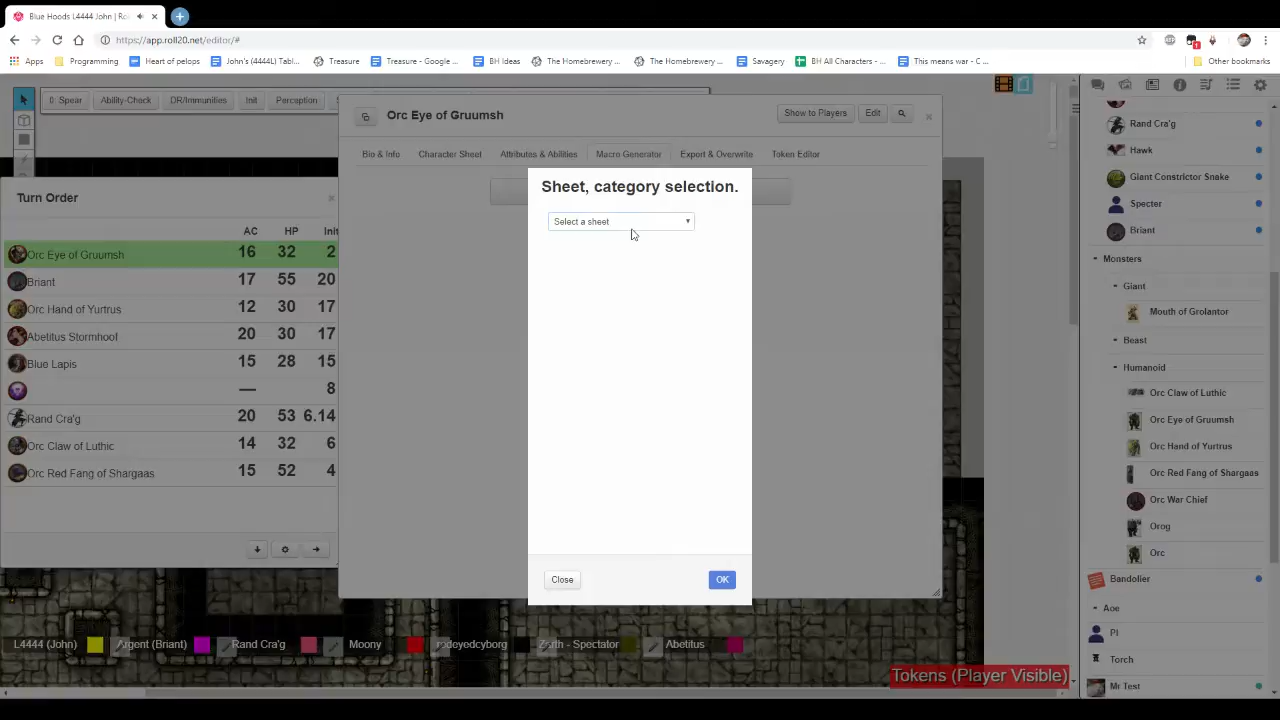 Blue Hoods L4444 John | Ro
https://app.roll20.net/editor/#
Apps
Programming
Heart of pelops
John's (4444L) Tabl...
Treasure
Treasure - Google ...
BH Ideas
The Homebrewery ...
The Homebrewery ...
Savagery
BH All Characters - ...
This means war - C ...
Other bookmarks
Spear
Ability-Check
DR/Immunities
Init
Perception
Orc Eye of Gruumsh
Show to Players
Edit
Bio & Info
Character Sheet
Attributes & Abilities
Macro Generator
Export & Overwrite
Token Editor
Sheet, category selection.
Select a sheet
Close
OK
Turn Order
AC HP Init
Orc Eye of Gruumsh 16 32 2
Briant 17 55 20
Orc Hand of Yurtrus 12 30 17
Abetitus Stormhoof 20 30 17
Blue Lapis 15 28 15
— 8
Rand Cra'g 20 53 6.14
Orc Claw of Luthic 14 32 6
Orc Red Fang of Shargaas 15 52 4
Rand Cra'g
Hawk
Giant Constrictor Snake
Specter
Briant
Monsters
Giant
Mouth of Grolantor
Beast
Humanoid
Orc Claw of Luthic
Orc Eye of Gruumsh
Orc Hand of Yurtrus
Orc Red Fang of Shargaas
Orc War Chief
Orog
Orc
Bandolier
Aoe
PI
Torch
Mr Test
L4444 (John)
Argent (Briant)
Rand Cra'g
Moony
rodeyedcyborg
Zarth - Spectator
Abetitus
Tokens (Player Visible)